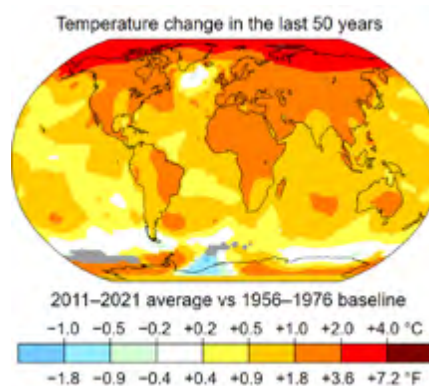 Temperature change in the last 50 years
2011–2021 average vs 1956–1976 baseline
−1.0 −0.5 −0.2 +0.2 +0.5 +1.0 +2.0 +4.0 °C
−1.8 −0.9 −0.4 +0.4 +0.9 +1.8 +3.6 +7.2 °F